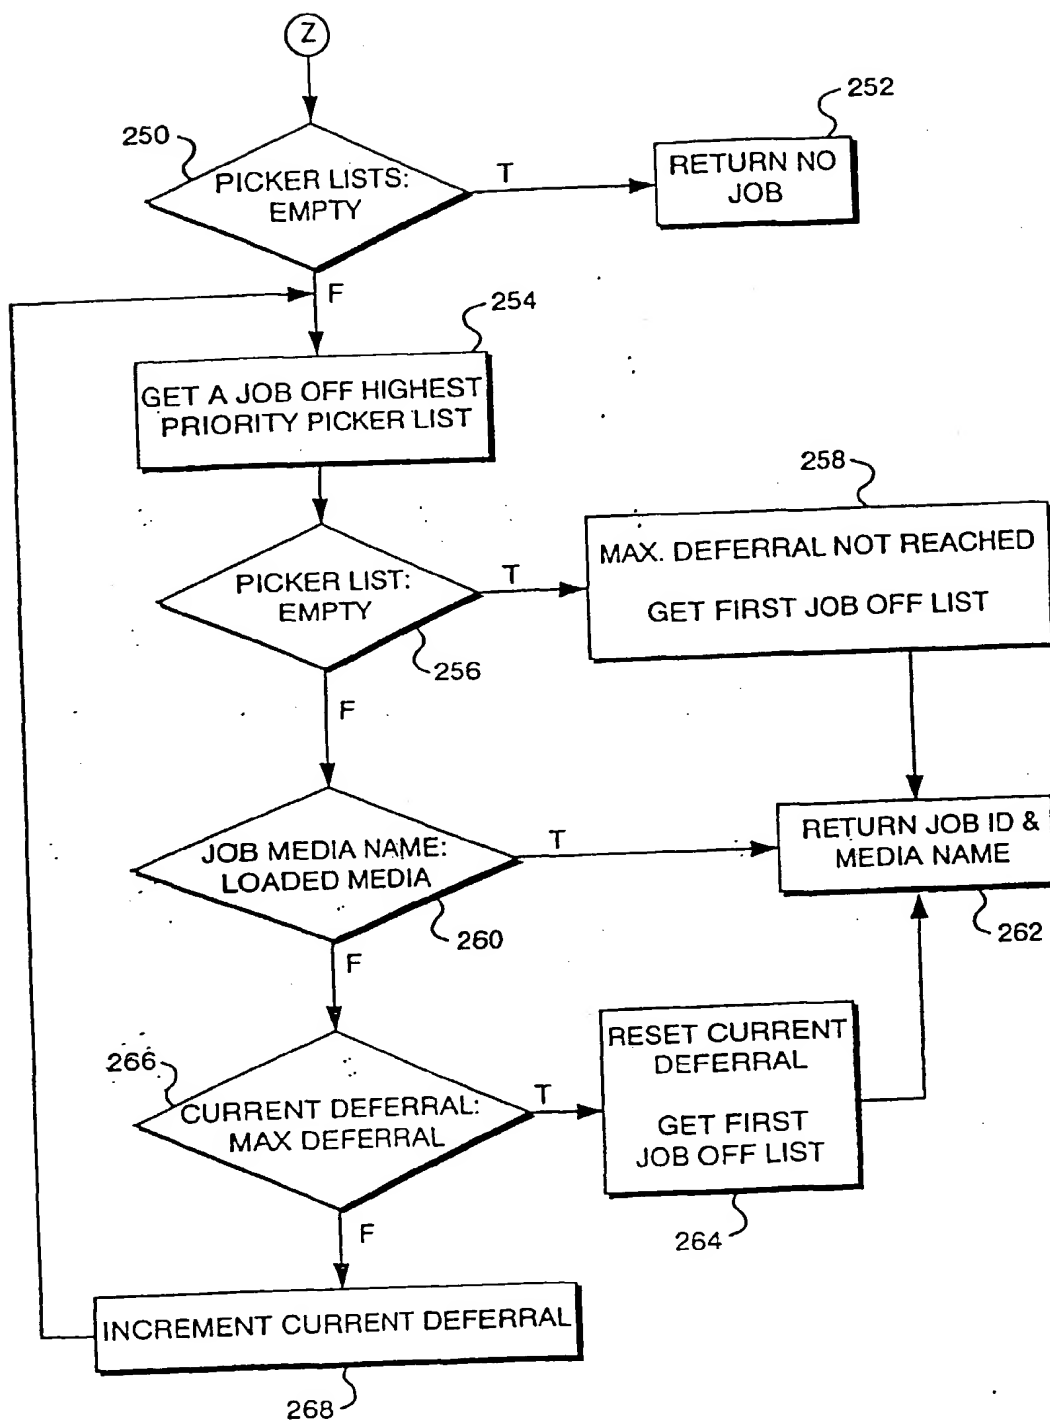 Z
250
PICKER LISTS:
EMPTY
T
252
RETURN NO
JOB
F
254
GET A JOB OFF HIGHEST
PRIORITY PICKER LIST
258
PICKER LIST:
EMPTY
T
MAX. DEFERRAL NOT REACHED
GET FIRST JOB OFF LIST
256
F
JOB MEDIA NAME:
LOADED MEDIA
T
RETURN JOB ID &
MEDIA NAME
260
262
F
266
CURRENT DEFERRAL:
MAX DEFERRAL
T
RESET CURRENT
DEFERRAL
GET FIRST
JOB OFF LIST
264
F
INCREMENT CURRENT DEFERRAL
268